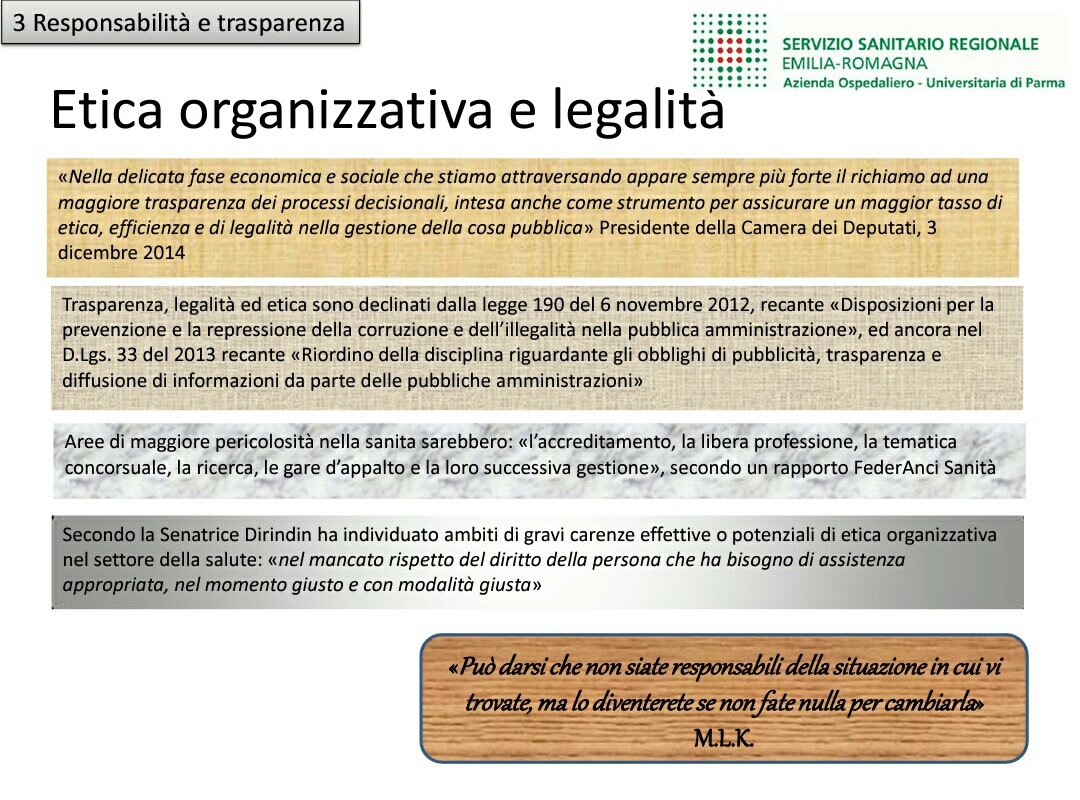 3 Responsabilità e trasparenza
SERVIZIO SANITARIO REGIONALE
EMILIA-ROMAGNA
Azienda Ospedaliero - Universitaria di Parma
Etica organizzativa e legalità
«Nella delicata fase economica e sociale che stiamo attraversando appare sempre più forte il richiamo ad una
maggiore trasparenza dei processi decisionali, intesa anche come strumento per assicurare un maggior tasso di
etica, efficienza e di legalità nella gestione della cosa pubblica» Presidente della Camera dei Deputati, 3
dicembre 2014
Trasparenza, legalità ed etica sono declinati dalla legge 190 del 6 novembre 2012, recante «Disposizioni per la
prevenzione e la repressione della corruzione e dell’illegalità nella pubblica amministrazione», ed ancora nel
D.Lgs. 33 del 2013 recante «Riordino della disciplina riguardante gli obblighi di pubblicità, trasparenza e
diffusione di informazioni da parte delle pubbliche amministrazioni»
Aree di maggiore pericolosità nella sanita sarebbero: «l’accreditamento, la libera professione, la tematica
concorsuale, la ricerca, le gare d’appalto e la loro successiva gestione», secondo un rapporto FederAnci Sanità
Secondo la Senatrice Dirindin ha individuato ambiti di gravi carenze effettive o potenziali di etica organizzativa
nel settore della salute: «nel mancato rispetto del diritto della persona che ha bisogno di assistenza
appropriata, nel momento giusto e con modalità giusta»
«Può darsi che non siate responsabili della situazione in cui vi
trovate, ma lo diventerete se non fate nulla per cambiarla»
M.L.K.